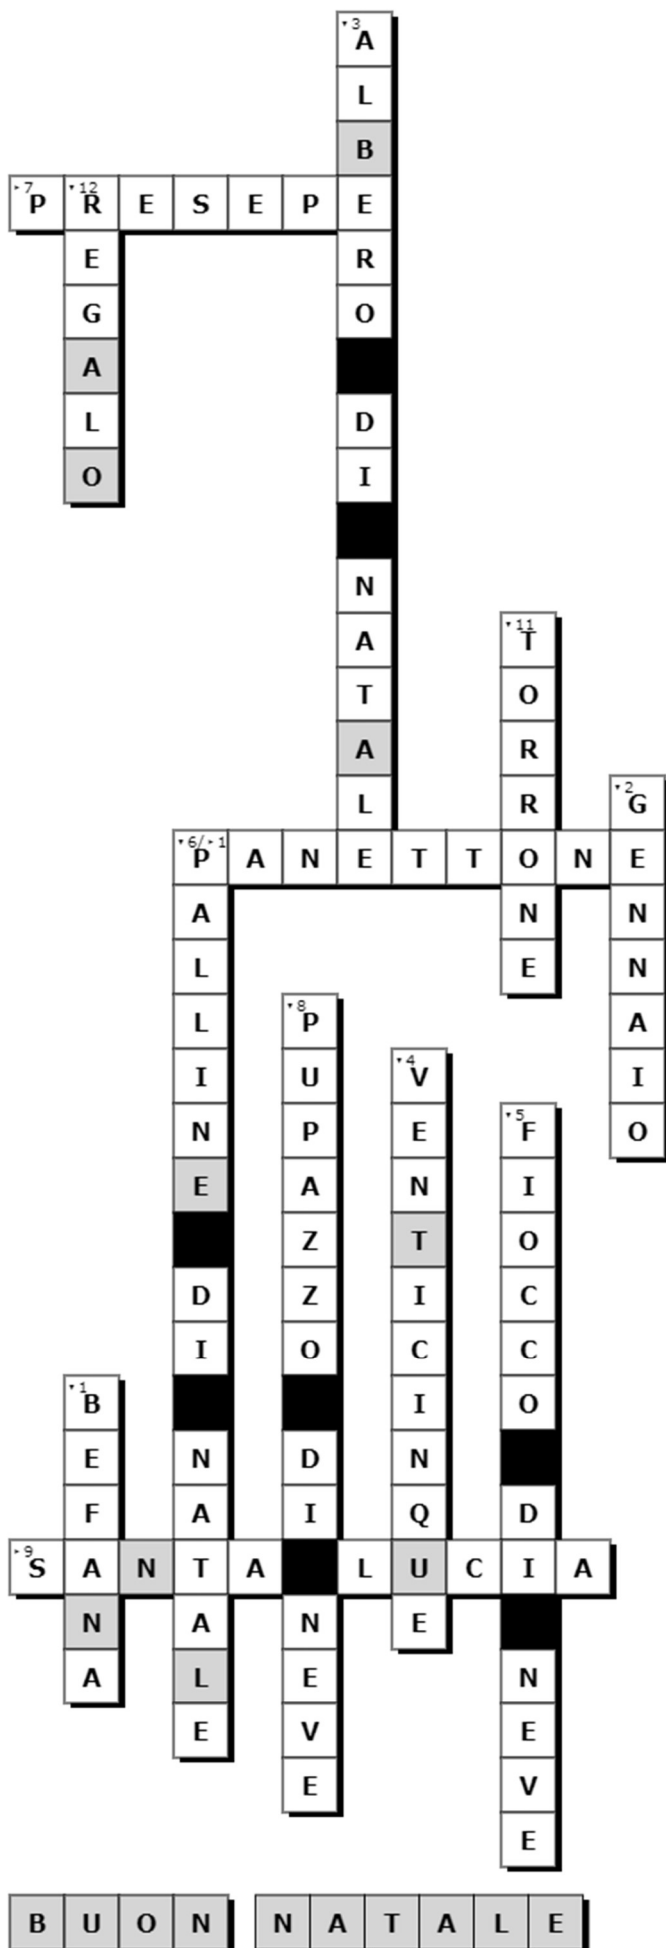 3 ALBERO DI NATALE
7 PRESEPE
12 REGALO
11 TORRONE
2 GENNAIO
6/1 PANETTONE
PALLINE DI NATALE
8 PUPAZZO DI NEVE
4 VENTICINQUE
5 FIOCCO DI NEVE
1 BEFANA
9 SANTA LUCIA
BUON NATALE